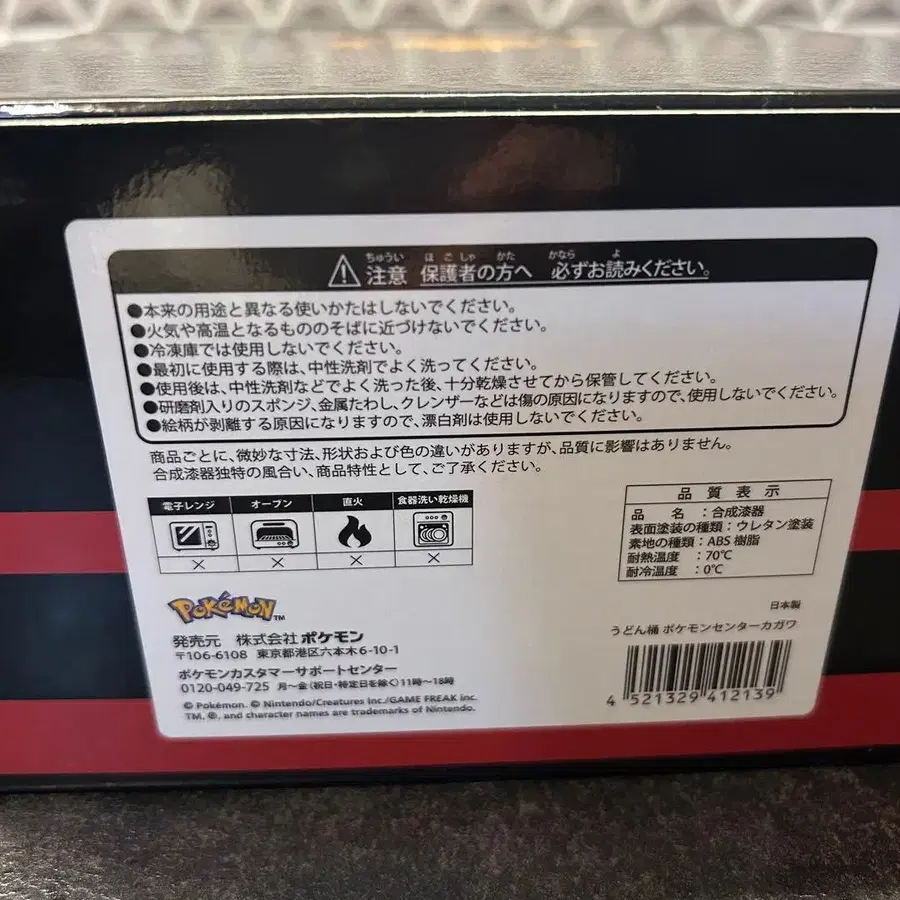 注意 保護者の方へ 必ずお読みください。
●本来の用途と異なる使いかたはしないでください。
●火気や高温となるもののそばに近づけないでください。
●冷凍庫では使用しないでください。
●最初に使用する際は、中性洗剤でよく洗ってください。
●使用後は、中性洗剤などでよく洗った後、十分乾燥させてから保管してください。
●研磨剤入りのスポンジ、金属たわし、クレンザーなどは傷の原因になりますので、使用しないでください。
●絵柄が剥離する原因になりますので、漂白剤は使用しないでください。
商品ごとに、微妙な寸法、形状および色の違いがありますが、品質に影響はありません。
合成漆器独特の風合い、商品特性として、ご了承ください。
電子レンジ オーブン 直火 食器洗い乾燥機
× × × ×
品質表示
品名:合成漆器
表面塗装の種類:ウレタン塗装
素地の種類:ABS 樹脂
耐熱温度:70℃
耐冷温度:0℃
POKéMON TM
発売元 株式会社ポケモン
〒106-6108 東京都港区六本木6-10-1
ポケモンカスタマーサポートセンター
0120-049-725 月~金(祝日・特定日を除く)11時~18時
© Pokémon. © Nintendo/Creatures Inc./GAME FREAK inc.
TM, ®, and character names are trademarks of Nintendo.
日本製
うどん桶 ポケモンセンターカガワ
4 521329 412139